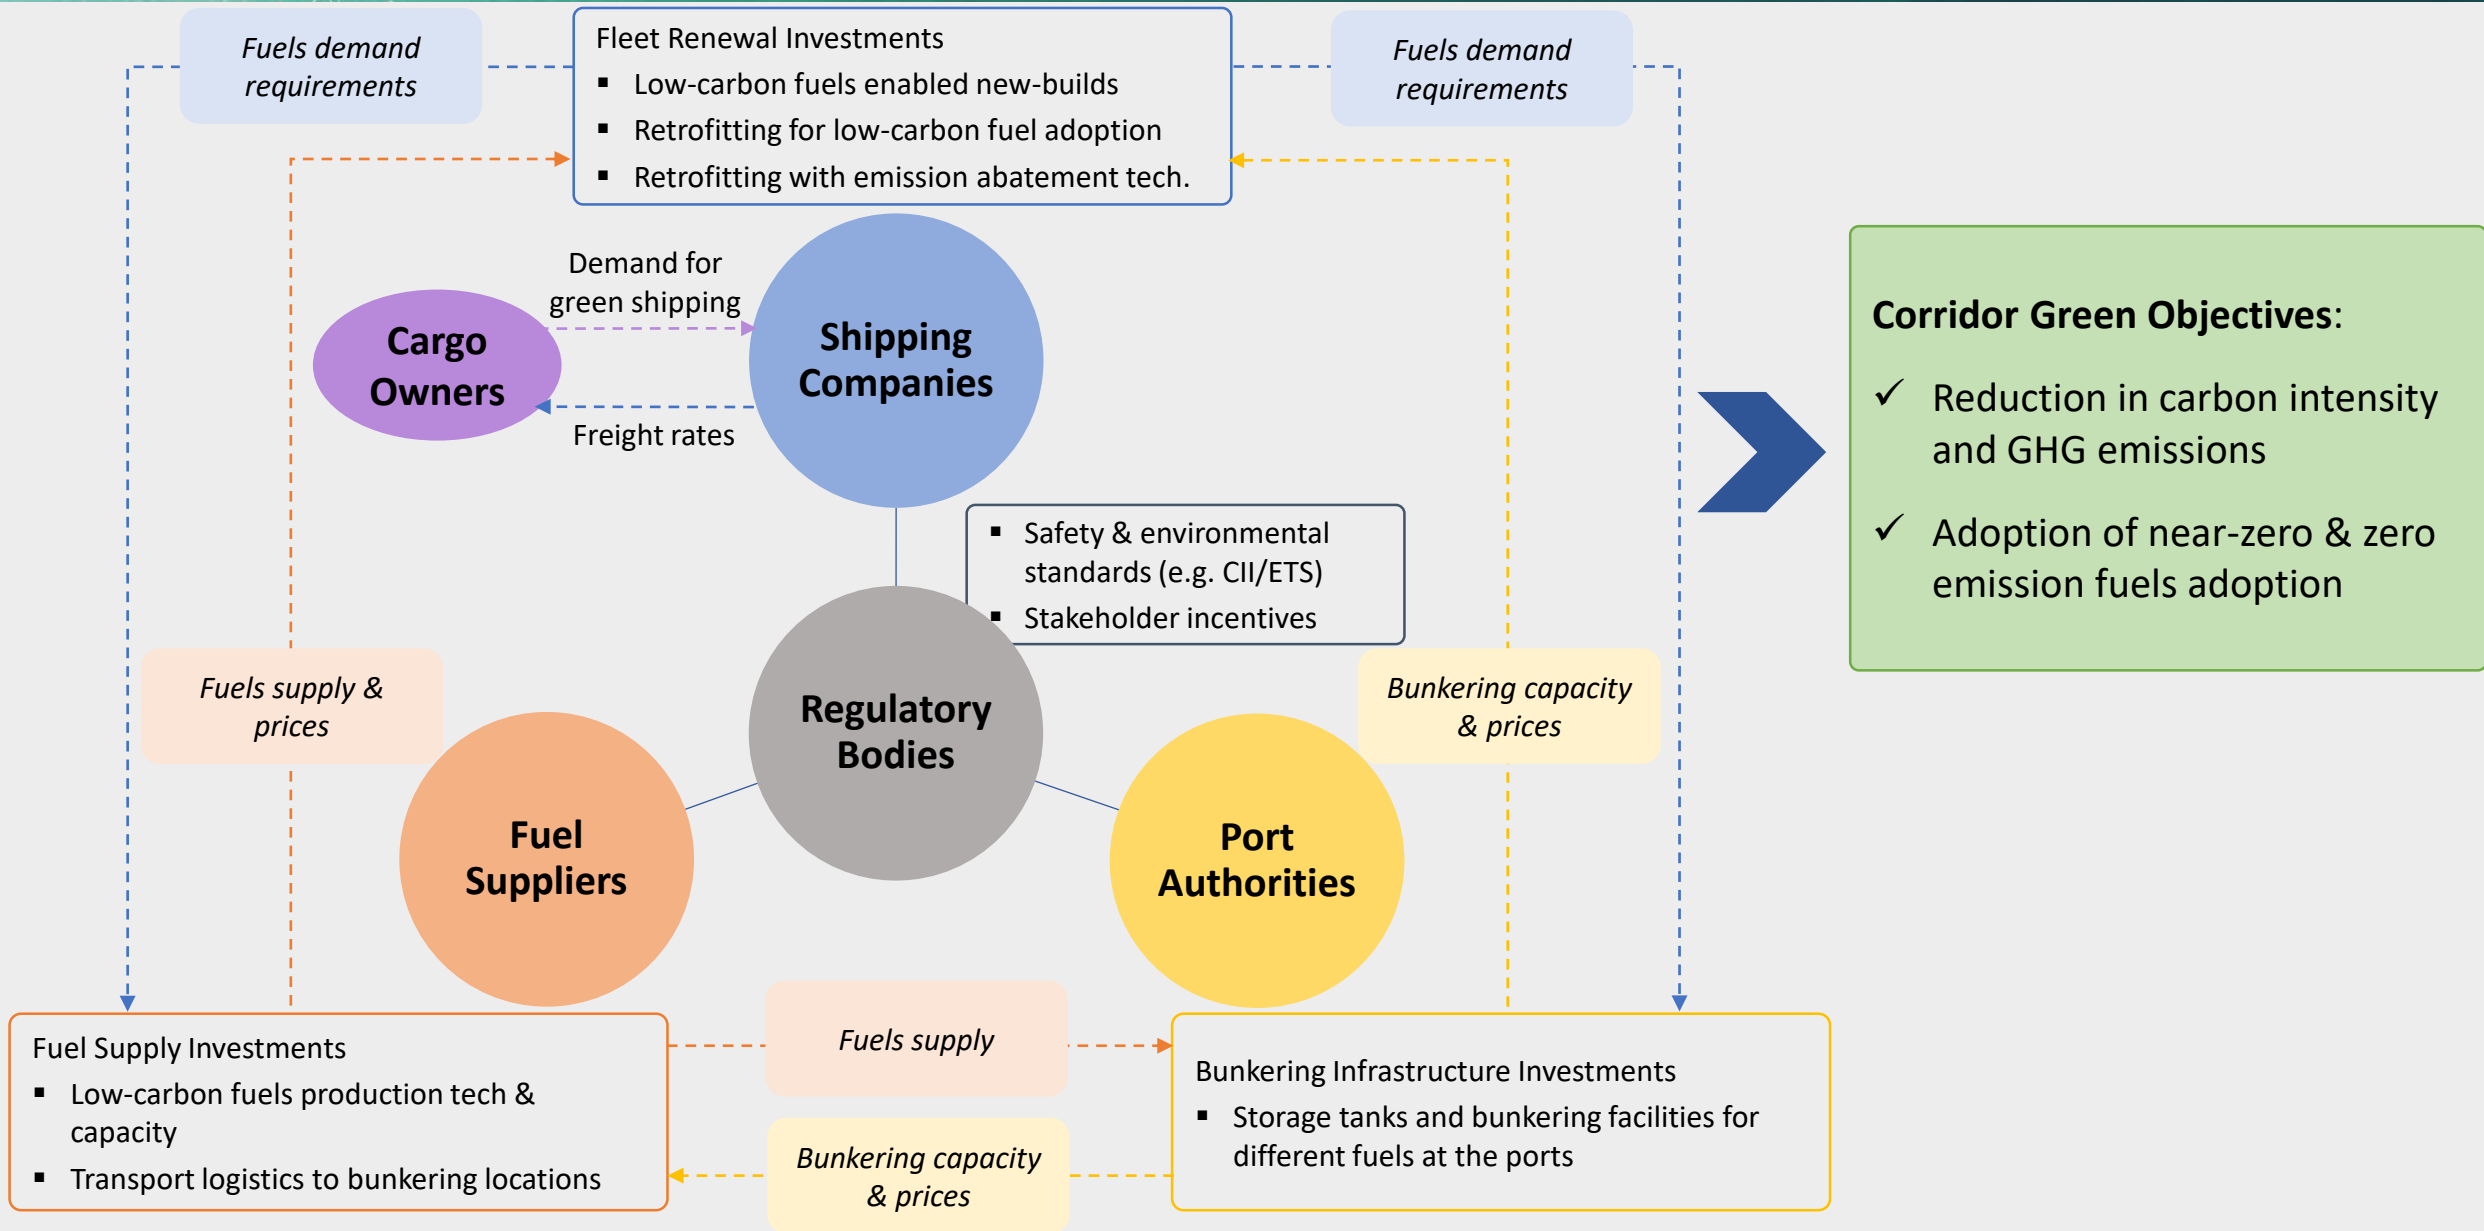 Fuels demand
requirements
Fleet Renewal Investments
▪ Low-carbon fuels enabled new-builds
▪ Retrofitting for low-carbon fuel adoption
▪ Retrofitting with emission abatement tech.
Fuels demand
requirements
Demand for
green shipping
Cargo
Owners
Shipping
Companies
Freight rates
Corridor Green Objectives:
✓ Reduction in carbon intensity
and GHG emissions
✓ Adoption of near-zero & zero
emission fuels adoption
▪ Safety & environmental
standards (e.g. CII/ETS)
▪ Stakeholder incentives
Fuels supply &
prices
Regulatory
Bodies
Bunkering capacity
& prices
Fuel
Suppliers
Port
Authorities
Fuel Supply Investments
▪ Low-carbon fuels production tech &
capacity
▪ Transport logistics to bunkering locations
Fuels supply
Bunkering capacity
& prices
Bunkering Infrastructure Investments
▪ Storage tanks and bunkering facilities for
different fuels at the ports